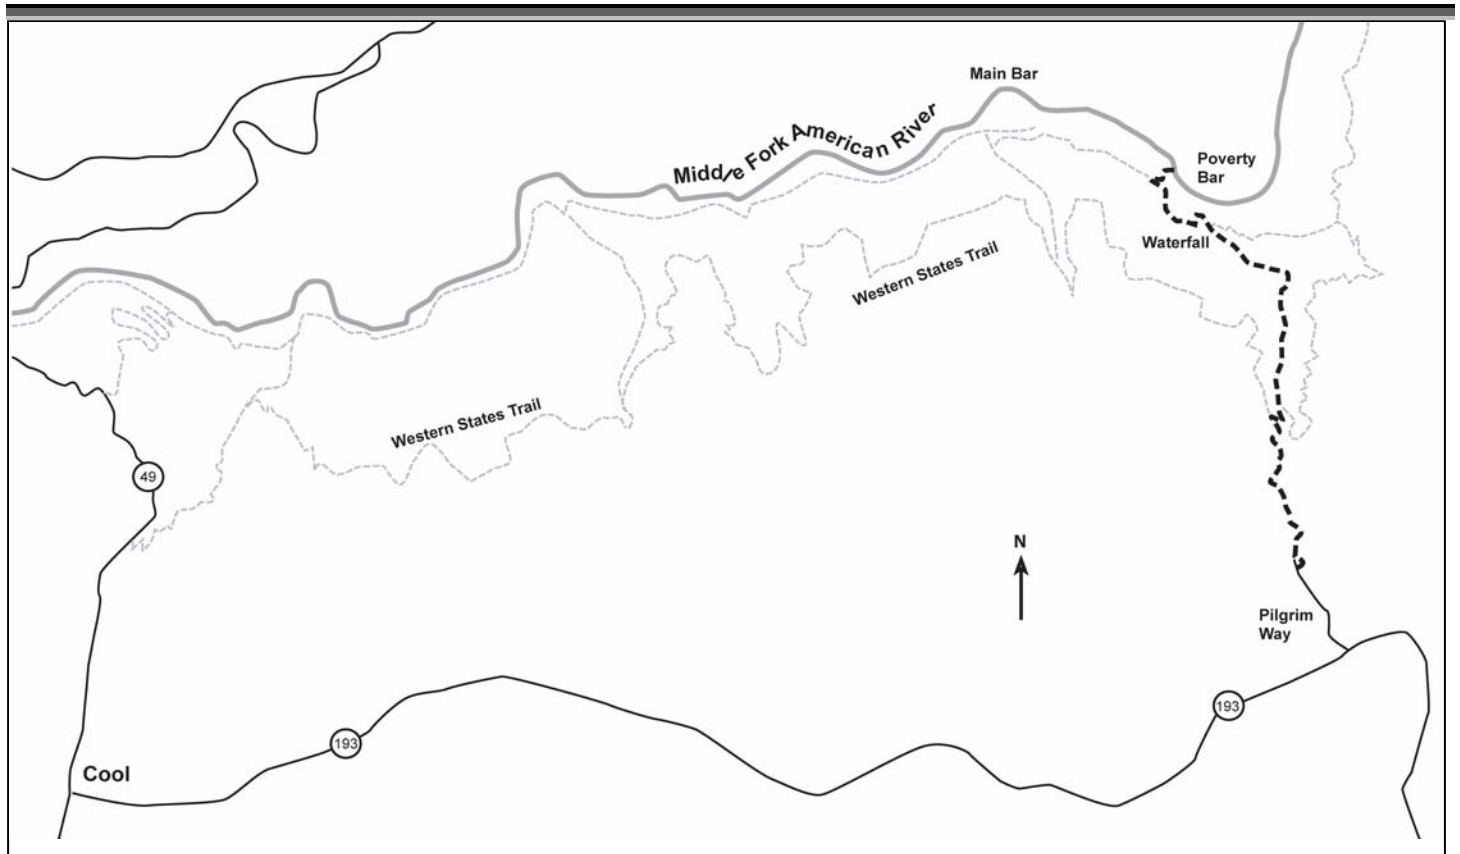 Main Bar
Middle Fork American River
Poverty
Bar
Waterfall
Western States Trail
Western States Trail
49
N
Pilgrim
Way
193
193
Cool